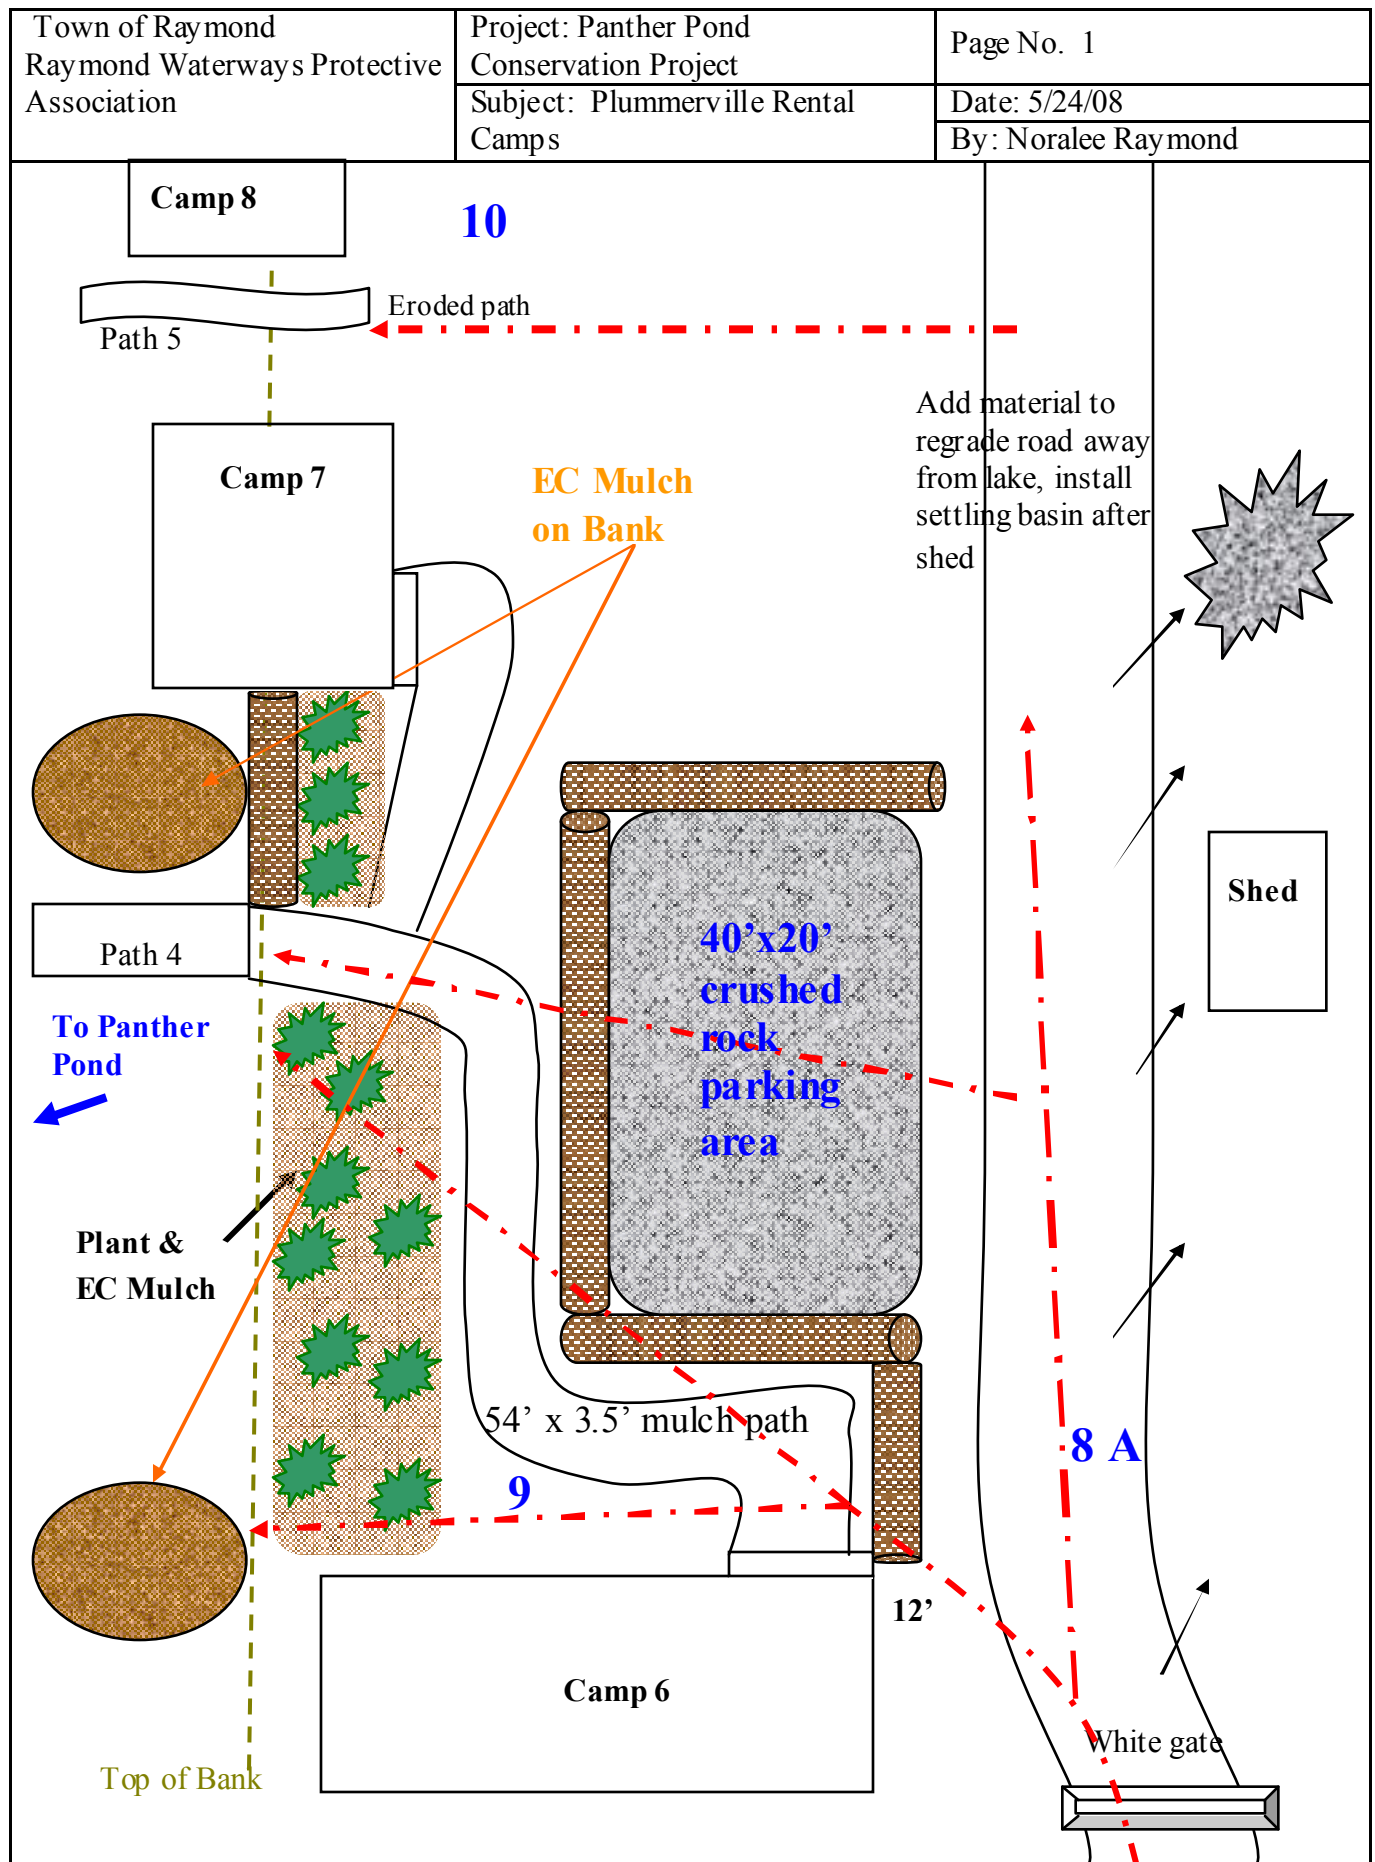 Town of Raymond
Raymond Waterways Protective
Association
Project: Panther Pond
Conservation Project
Subject: Plummerville Rental
Camps
Page No. 1
Date: 5/24/08
By: Noralee Raymond
Camp 8
10
Eroded path
Path 5
Add material to
regrade road away
from lake, install
settling basin after
shed
Camp 7
EC Mulch
on Bank
Shed
40’x20’
crushed
rock
parking
area
Path 4
To Panther
Pond
Plant &
EC Mulch
54’ x 3.5’ mulch path
8 A
9
12’
Camp 6
White gate
Top of Bank